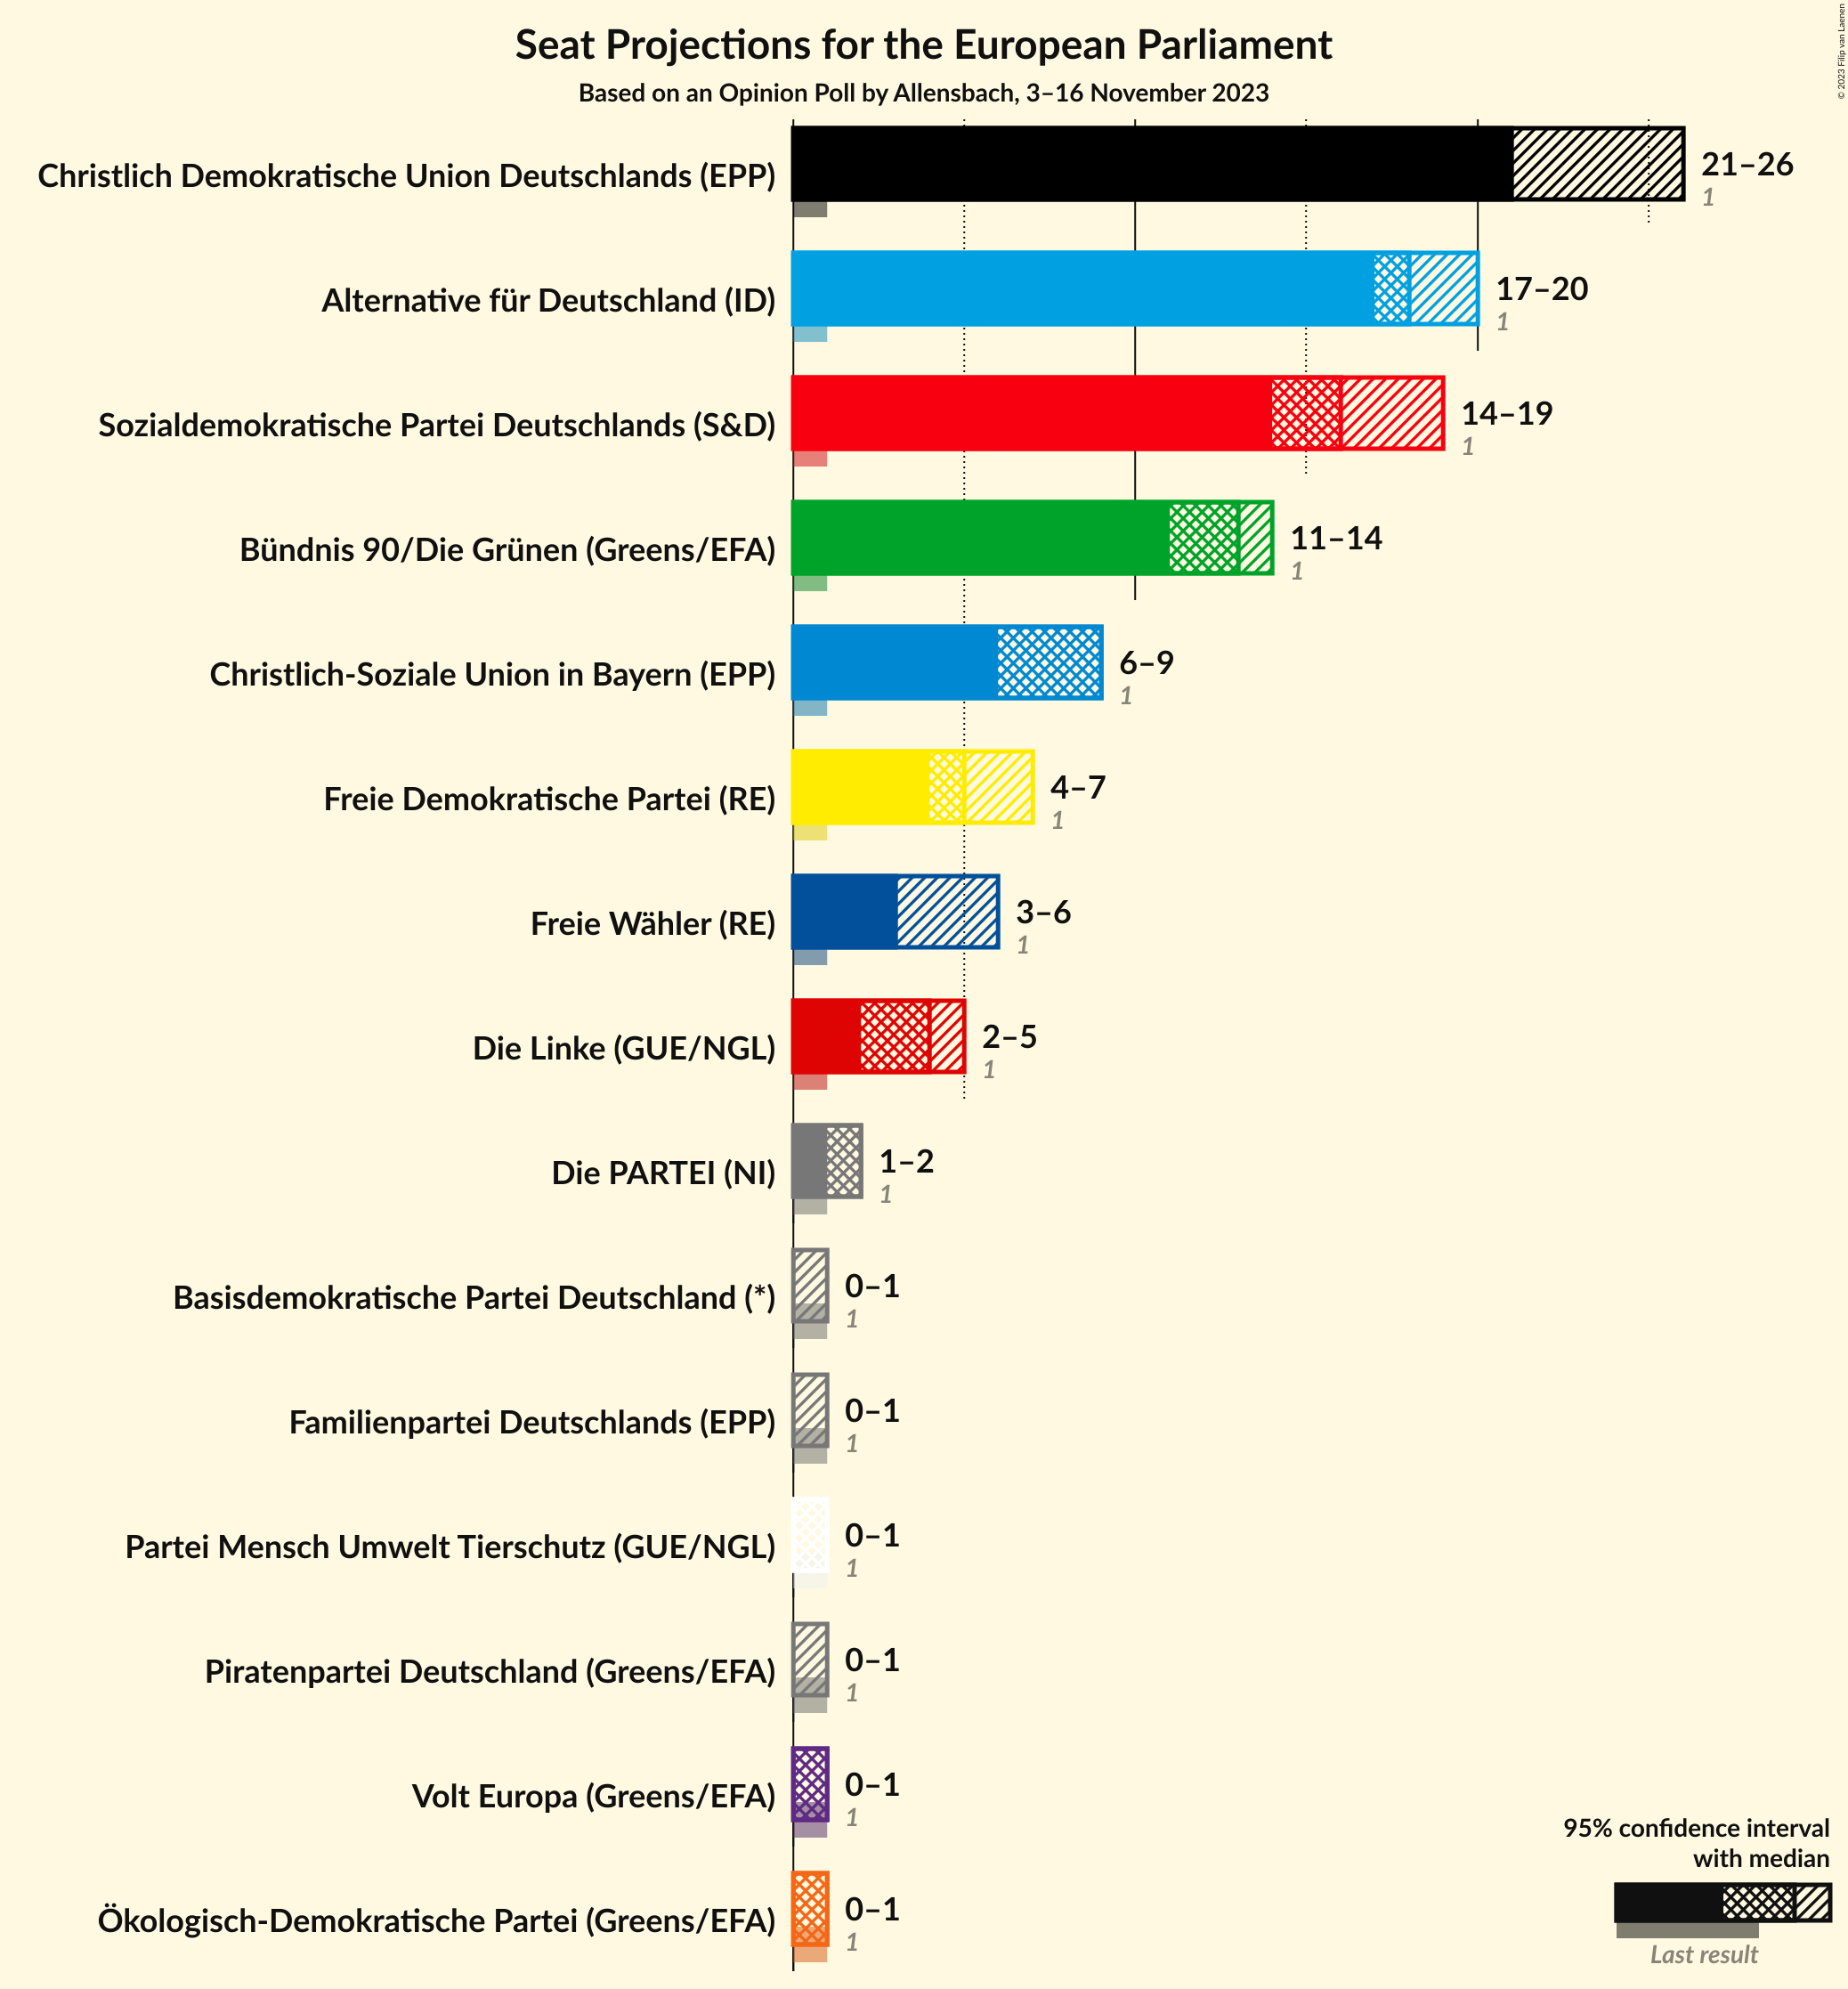 Seat Projections for the European Parliament
Based on an Opinion Poll by Allensbach, 3–16 November 2023
© 2023 Filip van Laenen
Christlich Demokratische Union Deutschlands (EPP)
21–26
1
Alternative für Deutschland (ID)
17–20
1
Sozialdemokratische Partei Deutschlands (S&D)
14–19
1
Bündnis 90/Die Grünen (Greens/EFA)
11–14
1
Christlich-Soziale Union in Bayern (EPP)
6–9
1
Freie Demokratische Partei (RE)
4–7
1
Freie Wähler (RE)
3–6
1
Die Linke (GUE/NGL)
2–5
1
Die PARTEI (NI)
1–2
1
Basisdemokratische Partei Deutschland (*)
0–1
1
Familienpartei Deutschlands (EPP)
0–1
1
Partei Mensch Umwelt Tierschutz (GUE/NGL)
0–1
1
Piratenpartei Deutschland (Greens/EFA)
0–1
1
Volt Europa (Greens/EFA)
0–1
1
Ökologisch-Demokratische Partei (Greens/EFA)
0–1
1
95% confidence interval
with median
Last result